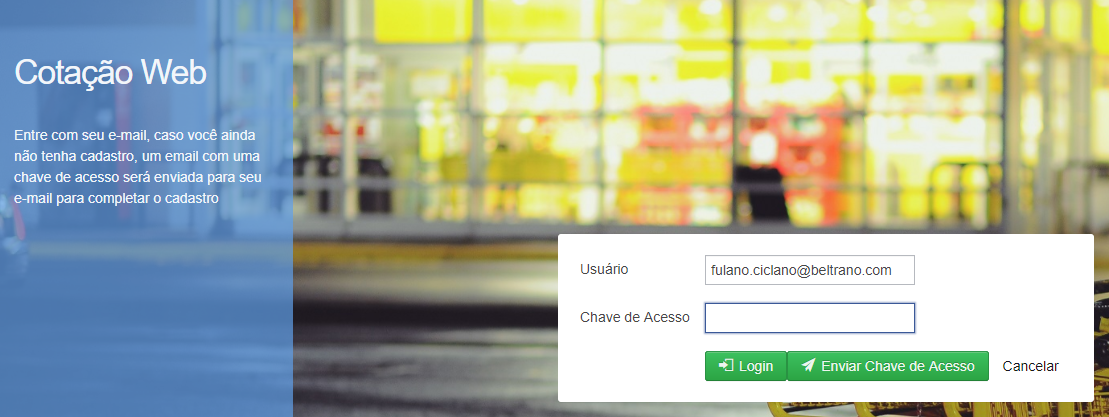 Cotação Web
Entre com seu e-mail, caso você ainda
não tenha cadastro, um email com uma
chave de acesso será enviada para seu
e-mail para completar o cadastro
Usuário fulano.ciclano@beltrano.com
Chave de Acesso
Login Enviar Chave de Acesso Cancelar